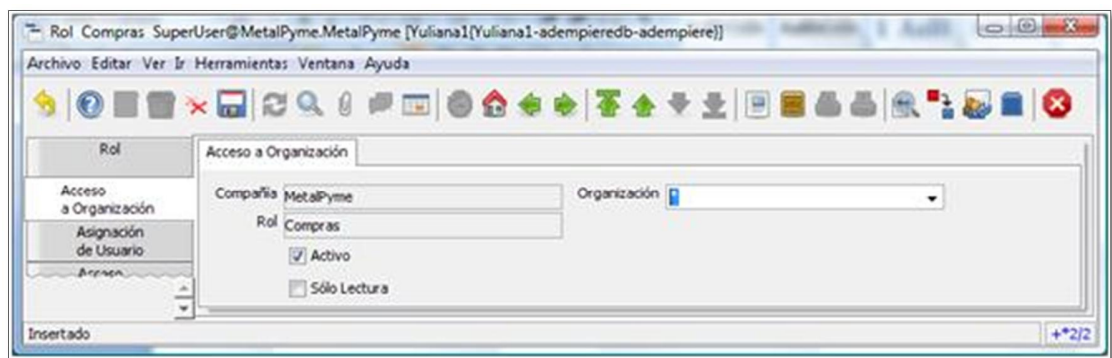 Rol Compras SuperUser@MetalPyme.MetalPyme [Yuliana1{Yuliana1-adempieredb-adempiere}]
Archivo Editar Ver Ir Herramientas Ventana Ayuda
Rol
Acceso a Organización
Acceso
a Organización
Compañía MetalPyme
Organización *
Rol Compras
Asignación
de Usuario
Activo
Acceso
Sólo Lectura
Insertado
+*2/2